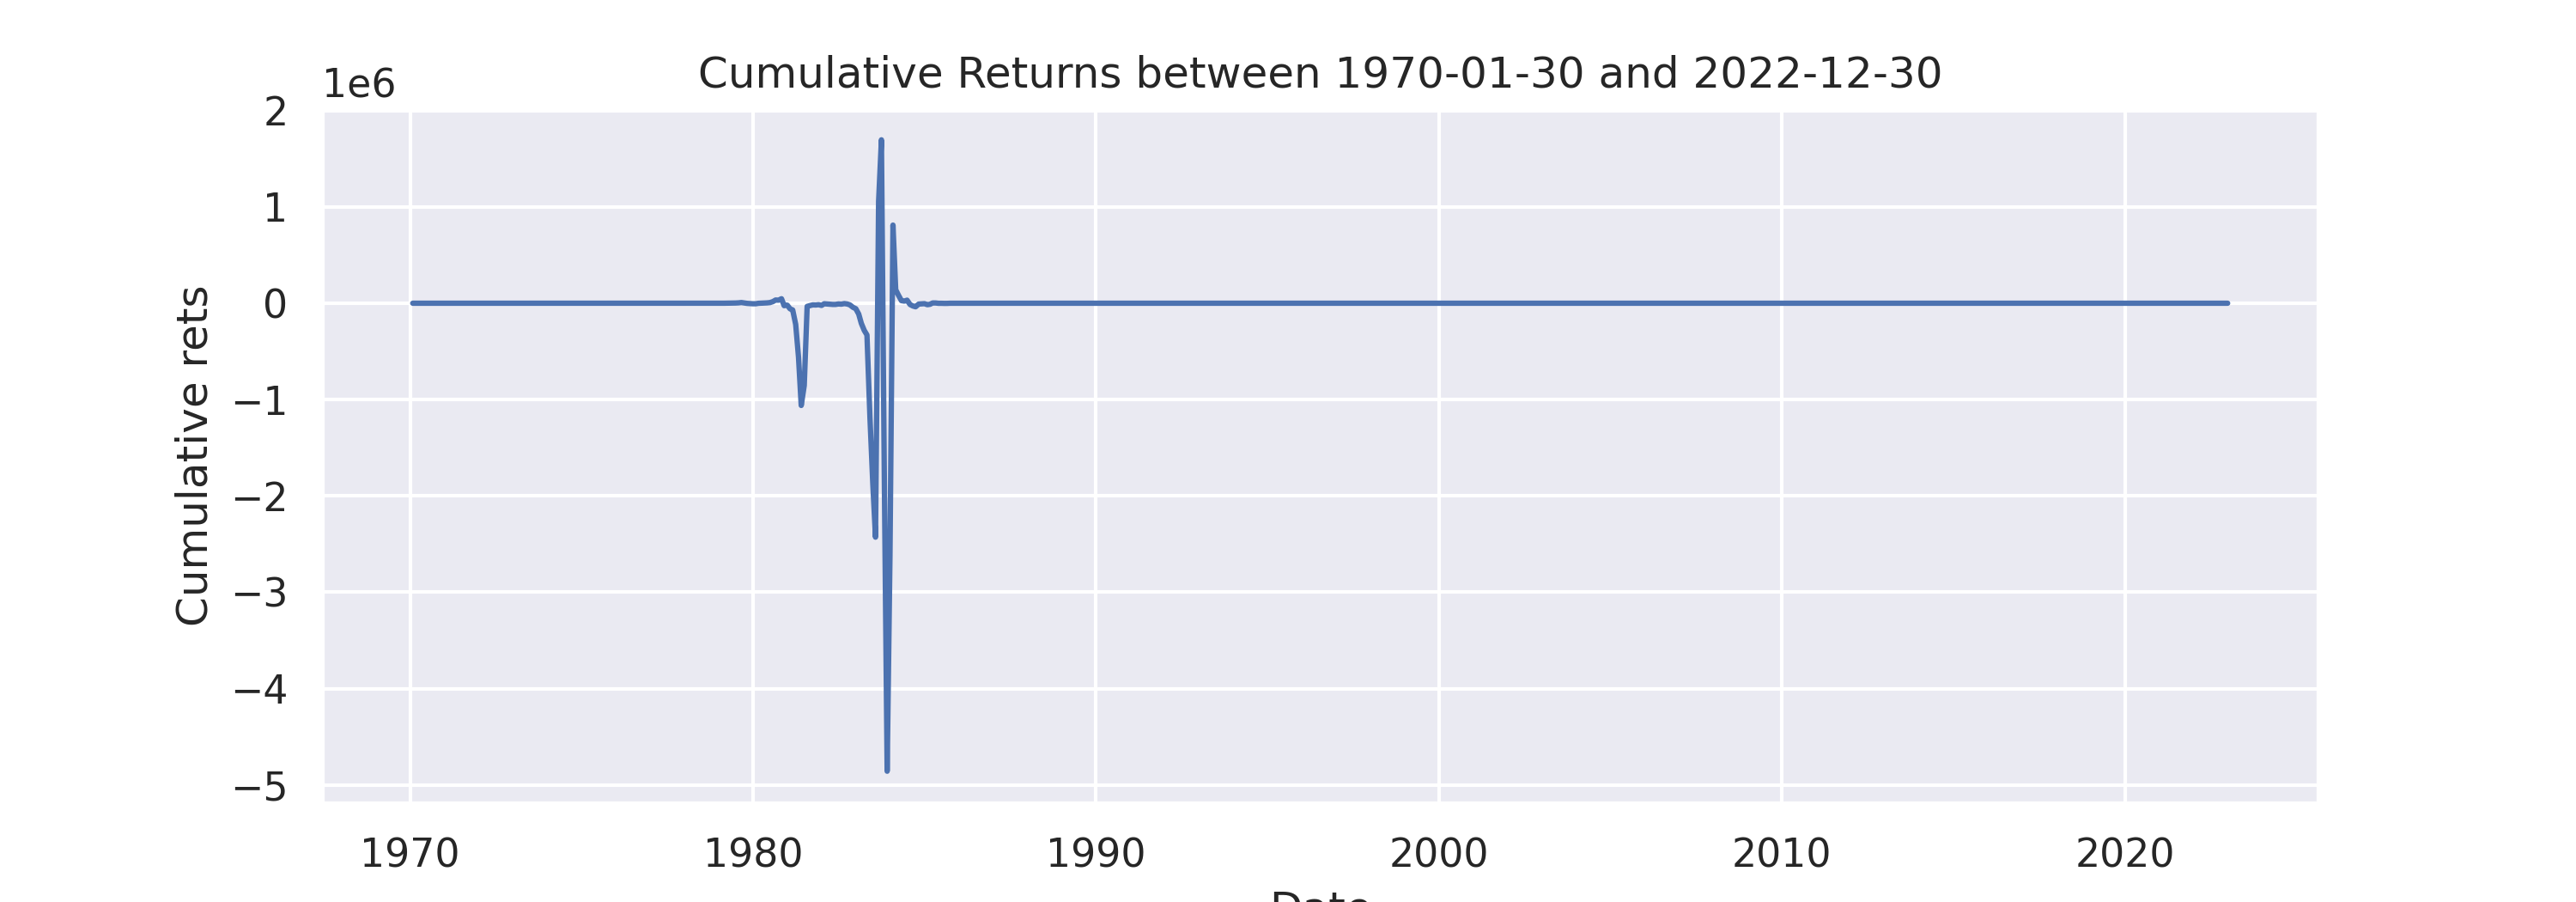 Cumulative Returns between 1970-01-30 and 2022-12-30
1e6
2
1
0
−1
−2
−3
−4
−5
Cumulative rets
1970 1980 1990 2000 2010 2020
Date